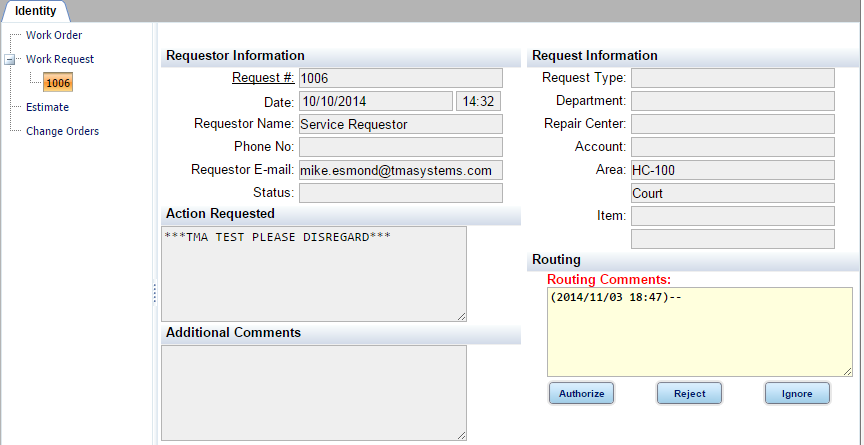 Identity
Work Order
Work Request
1006
Estimate
Change Orders
Requestor Information
Request #: 1006
Date: 10/10/2014 14:32
Requestor Name: Service Requestor
Phone No:
Requestor E-mail: mike.esmond@tmasystems.com
Status:
Action Requested
***TMA TEST PLEASE DISREGARD***
Additional Comments
Request Information
Request Type:
Department:
Repair Center:
Account:
Area: HC-100
Court
Item:
Routing
Routing Comments:
(2014/11/03 18:47)--
Authorize Reject Ignore